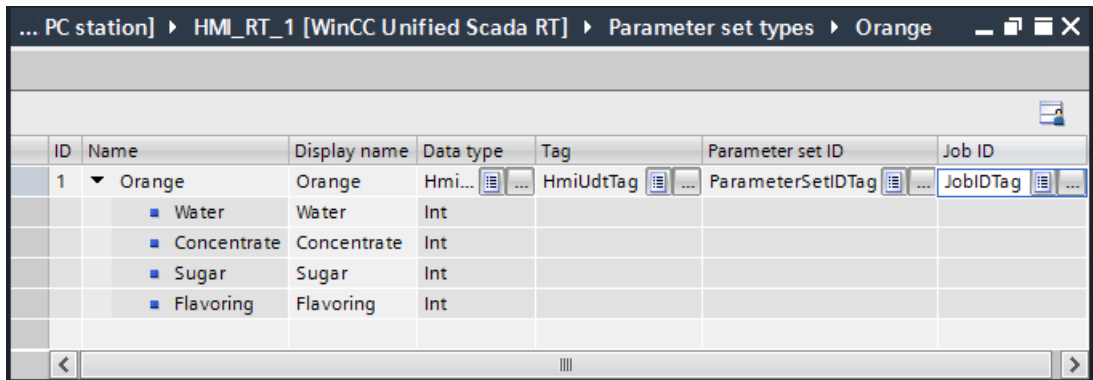 ... PC station] ▸ HMI_RT_1 [WinCC Unified Scada RT] ▸ Parameter set types ▸ Orange
ID Name Display name Data type Tag Parameter set ID Job ID
1 Orange Orange Hmi... ... HmiUdtTag ... ParameterSetIDTag ... JobIDTag ...
Water Water Int
Concentrate Concentrate Int
Sugar Sugar Int
Flavoring Flavoring Int